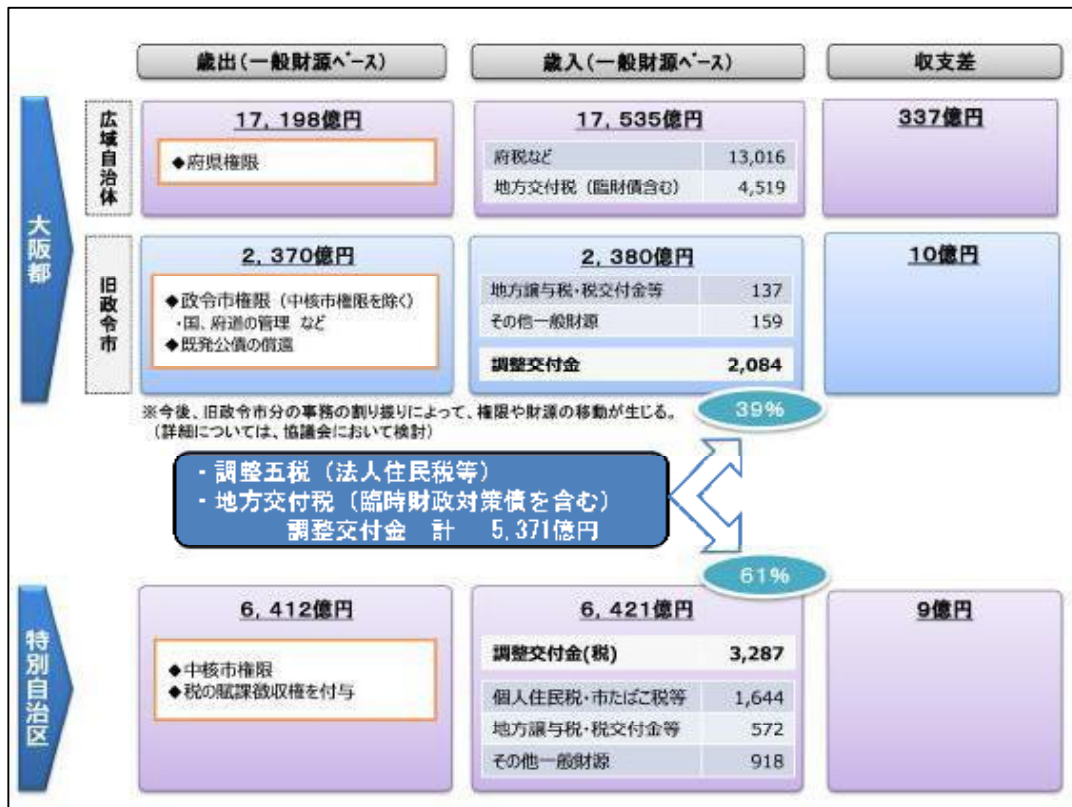 歳出(一般財源ベース)
歳入(一般財源ベース)
収支差
大阪都
広域自治体
17,198億円
◆府県権限
17,535億円
府税など 13,016
地方交付税(臨財債含む) 4,519
337億円
旧政令市
2,370億円
◆政令市権限(中核市権限を除く)
・国、府道の管理 など
◆既発公債の償還
2,380億円
地方譲与税・税交付金等 137
その他一般財源 159
調整交付金 2,084
10億円
※今後、旧政令市分の事務の割り振りによって、権限や財源の移動が生じる。
(詳細については、協議会において検討)
39%
・調整五税(法人住民税等)
・地方交付税(臨時財政対策債を含む)
調整交付金 計 5,371億円
61%
特別自治区
6,412億円
◆中核市権限
◆税の賦課徴収権を付与
6,421億円
調整交付金(税) 3,287
個人住民税・市たばこ税等 1,644
地方譲与税・税交付金等 572
その他一般財源 918
9億円